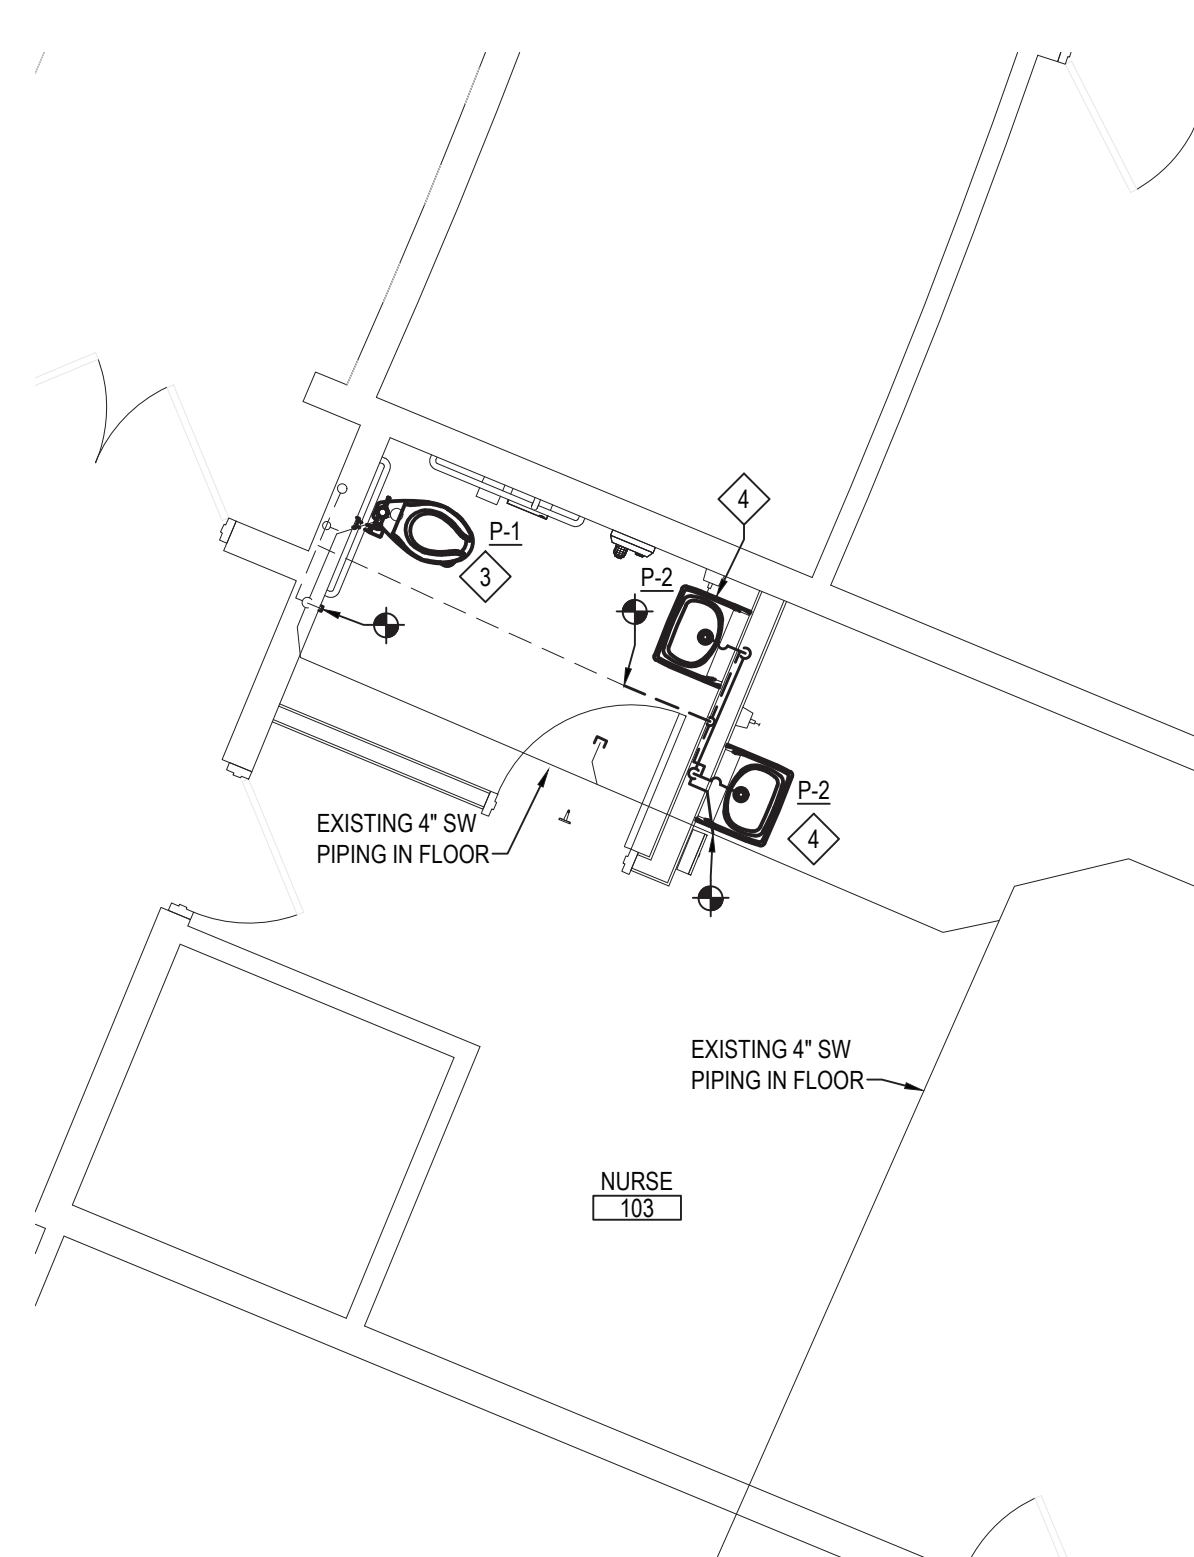 4
P-1
3
P-2
P-2
4
EXISTING 4" SW
PIPING IN FLOOR
EXISTING 4" SW
PIPING IN FLOOR
NURSE
103